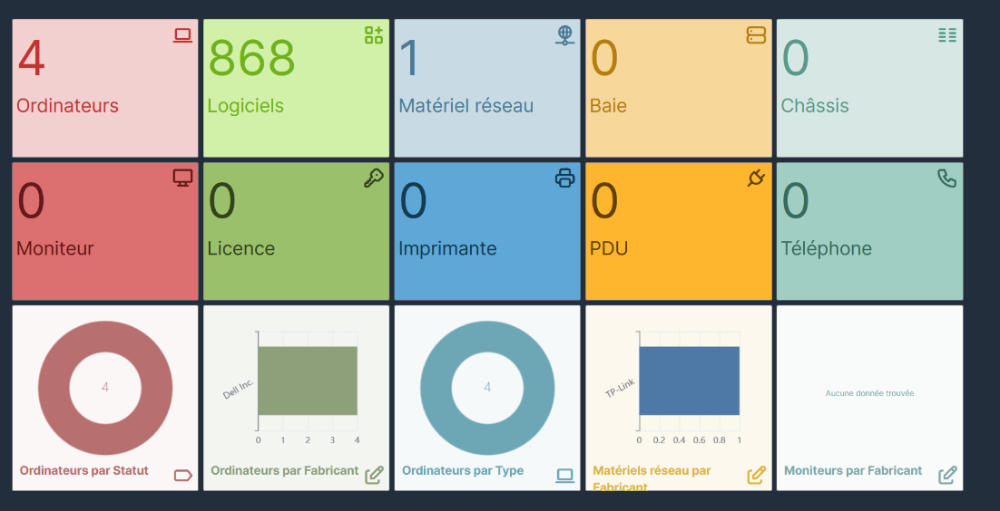 4
Ordinateurs
868
Logiciels
1
Matériel réseau
0
Baie
0
Châssis
0
Moniteur
0
Licence
0
Imprimante
0
PDU
0
Téléphone
4
Ordinateurs par Statut
Dell Inc.
0 1 2 3 4
Ordinateurs par Fabricant
4
Ordinateurs par Type
TP-Link
0 0.2 0.4 0.6 0.8 1
Matériels réseau par
Fabricant
Aucune donnée trouvée
Moniteurs par Fabricant